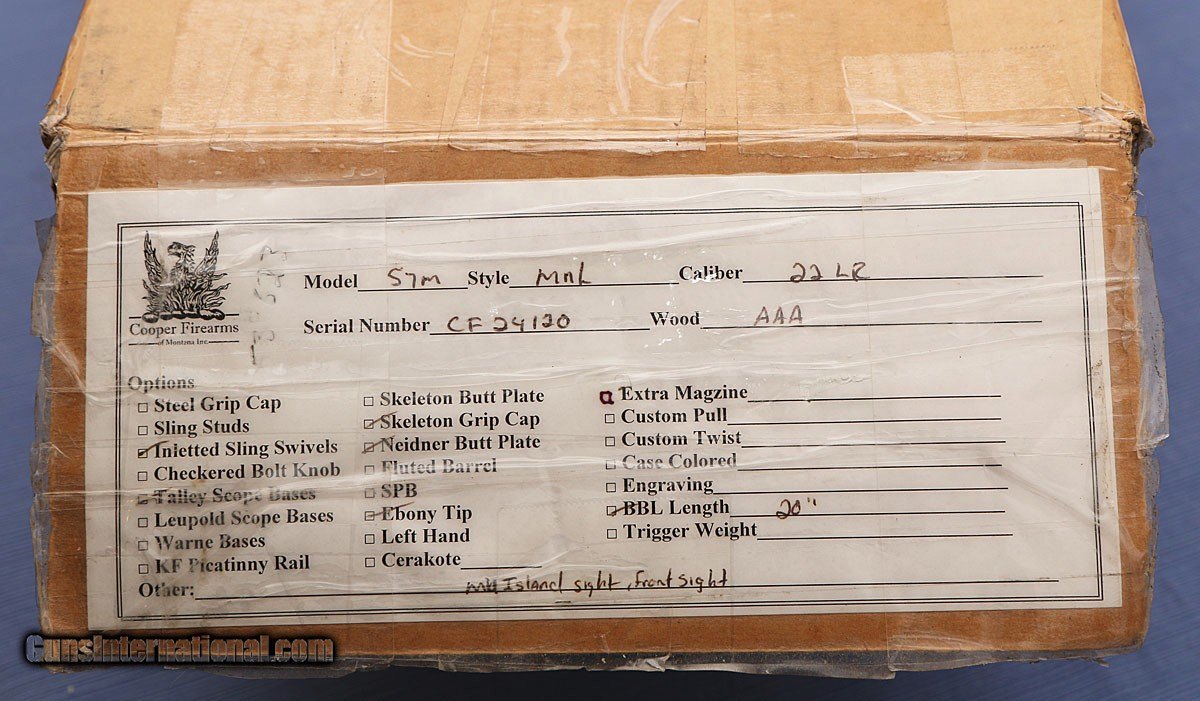 Cooper Firearms
of Montana Inc.
Model 57M Style MnL Caliber 22 LR
Serial Number CF24120 Wood AAA
Options
Steel Grip Cap
Sling Studs
Inletted Sling Swivels
Checkered Bolt Knob
Talley Scope Bases
Leupold Scope Bases
Warne Bases
KF Picatinny Rail
Skeleton Butt Plate
Skeleton Grip Cap
Neidner Butt Plate
Fluted Barrel
SPB
Ebony Tip
Left Hand
Cerakote
Extra Magzine
Custom Pull
Custom Twist
Case Colored
Engraving
BBL Length 20"
Trigger Weight
Other: Island sight, front sight
GunsInternational.com